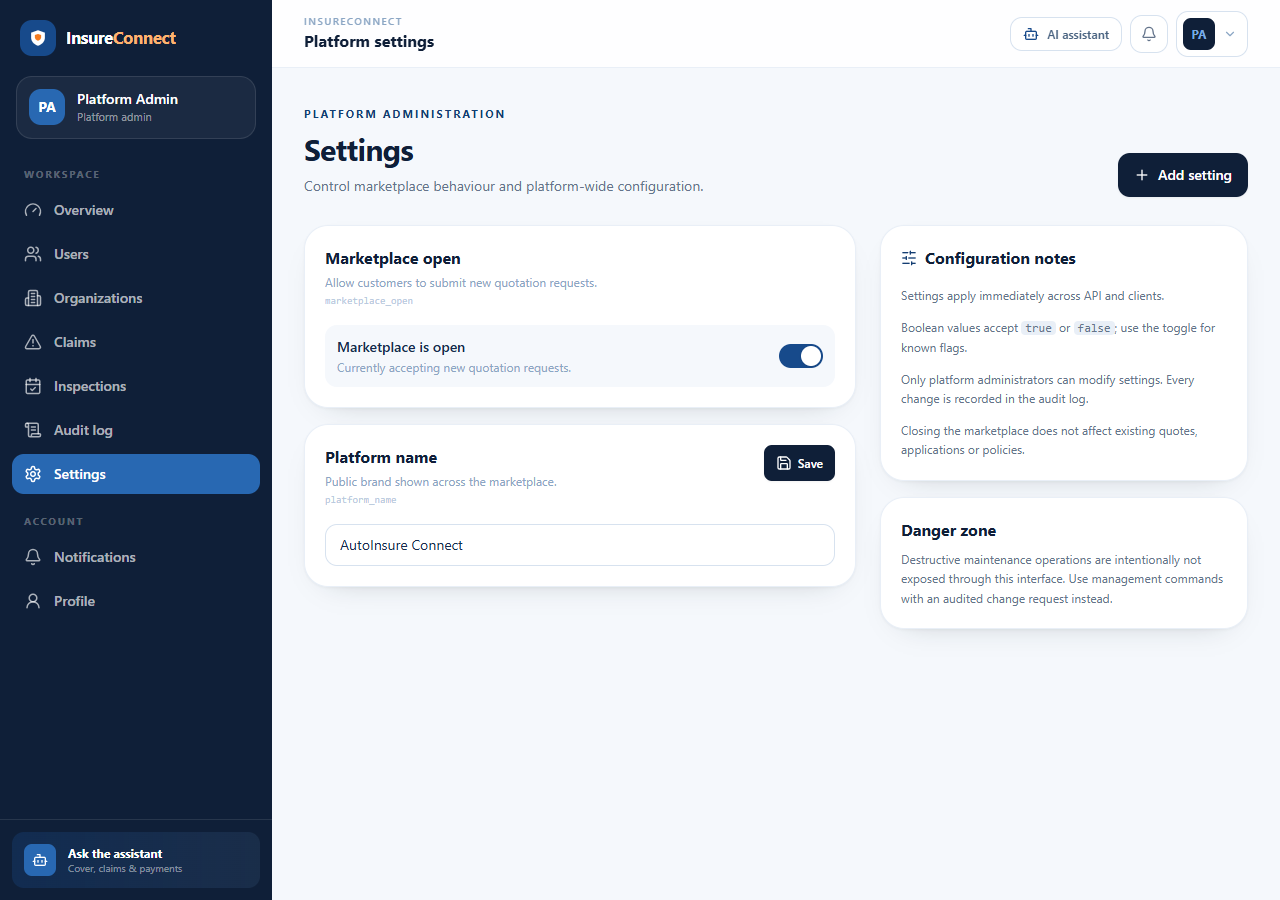 InsureConnect
PA
Platform Admin
Platform admin
WORKSPACE
Overview
Users
Organizations
Claims
Inspections
Audit log
Settings
ACCOUNT
Notifications
Profile
Ask the assistant
Cover, claims & payments
INSURECONNECT
Platform settings
AI assistant
PA
PLATFORM ADMINISTRATION
Settings
Control marketplace behaviour and platform-wide configuration.
Add setting
Marketplace open
Allow customers to submit new quotation requests.
marketplace_open
Marketplace is open
Currently accepting new quotation requests.
Platform name
Public brand shown across the marketplace.
platform_name
Save
AutoInsure Connect
Configuration notes
Settings apply immediately across API and clients.
Boolean values accept true or false; use the toggle for
known flags.
Only platform administrators can modify settings. Every
change is recorded in the audit log.
Closing the marketplace does not affect existing quotes,
applications or policies.
Danger zone
Destructive maintenance operations are intentionally not
exposed through this interface. Use management commands
with an audited change request instead.